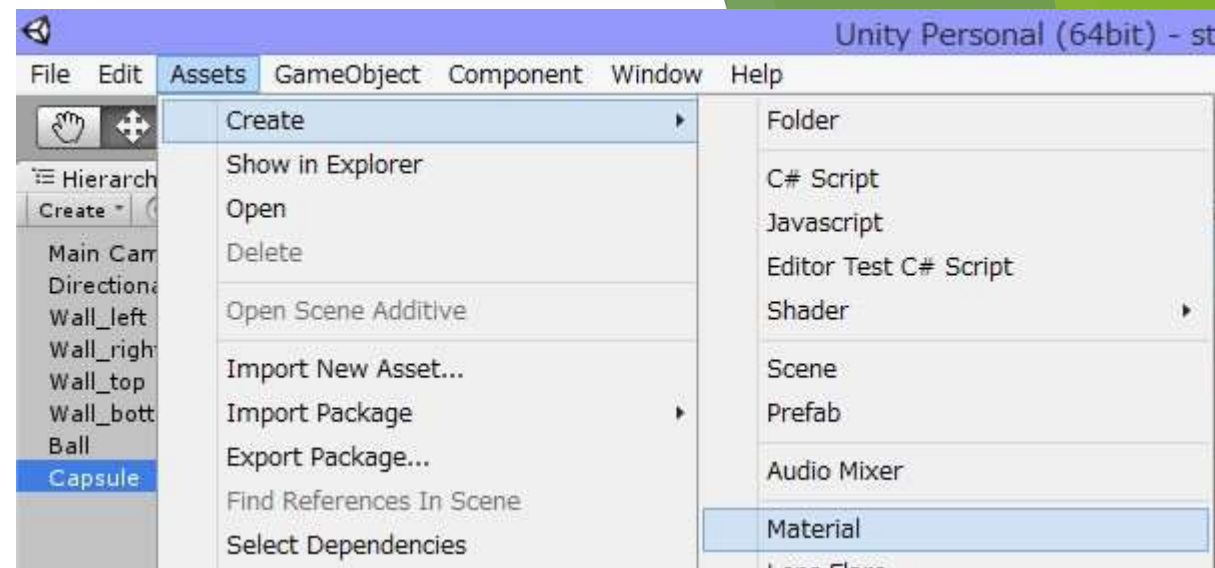 Unity Personal (64bit) - st
File Edit Assets GameObject Component Window Help
Hierarch
Create
Main Cam
Directiona
Wall_left
Wall_righ
Wall_top
Wall_bott
Ball
Capsule
Create
Show in Explorer
Open
Delete
Open Scene Additive
Import New Asset...
Import Package
Export Package...
Find References In Scene
Select Dependencies
Folder
C# Script
Javascript
Editor Test C# Script
Shader
Scene
Prefab
Audio Mixer
Material